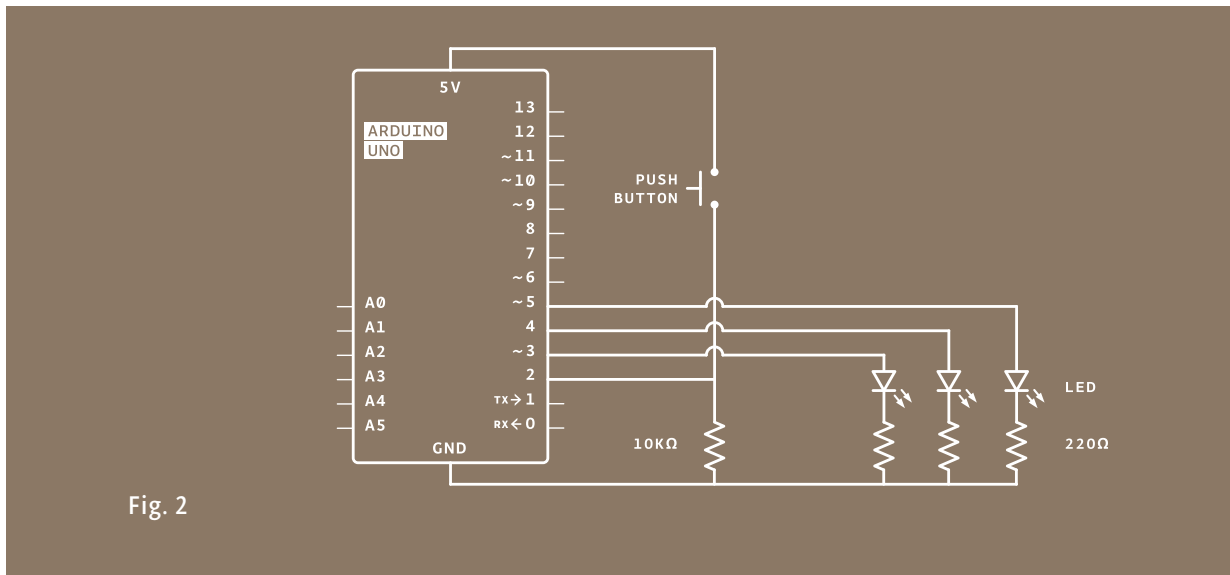 5V
ARDUINO
UNO
13
12
~11
~10
~9
8
7
~6
~5
4
~3
2
TX→1
RX←0
A0
A1
A2
A3
A4
A5
GND
PUSH
BUTTON
10KΩ
LED
220Ω
Fig. 2